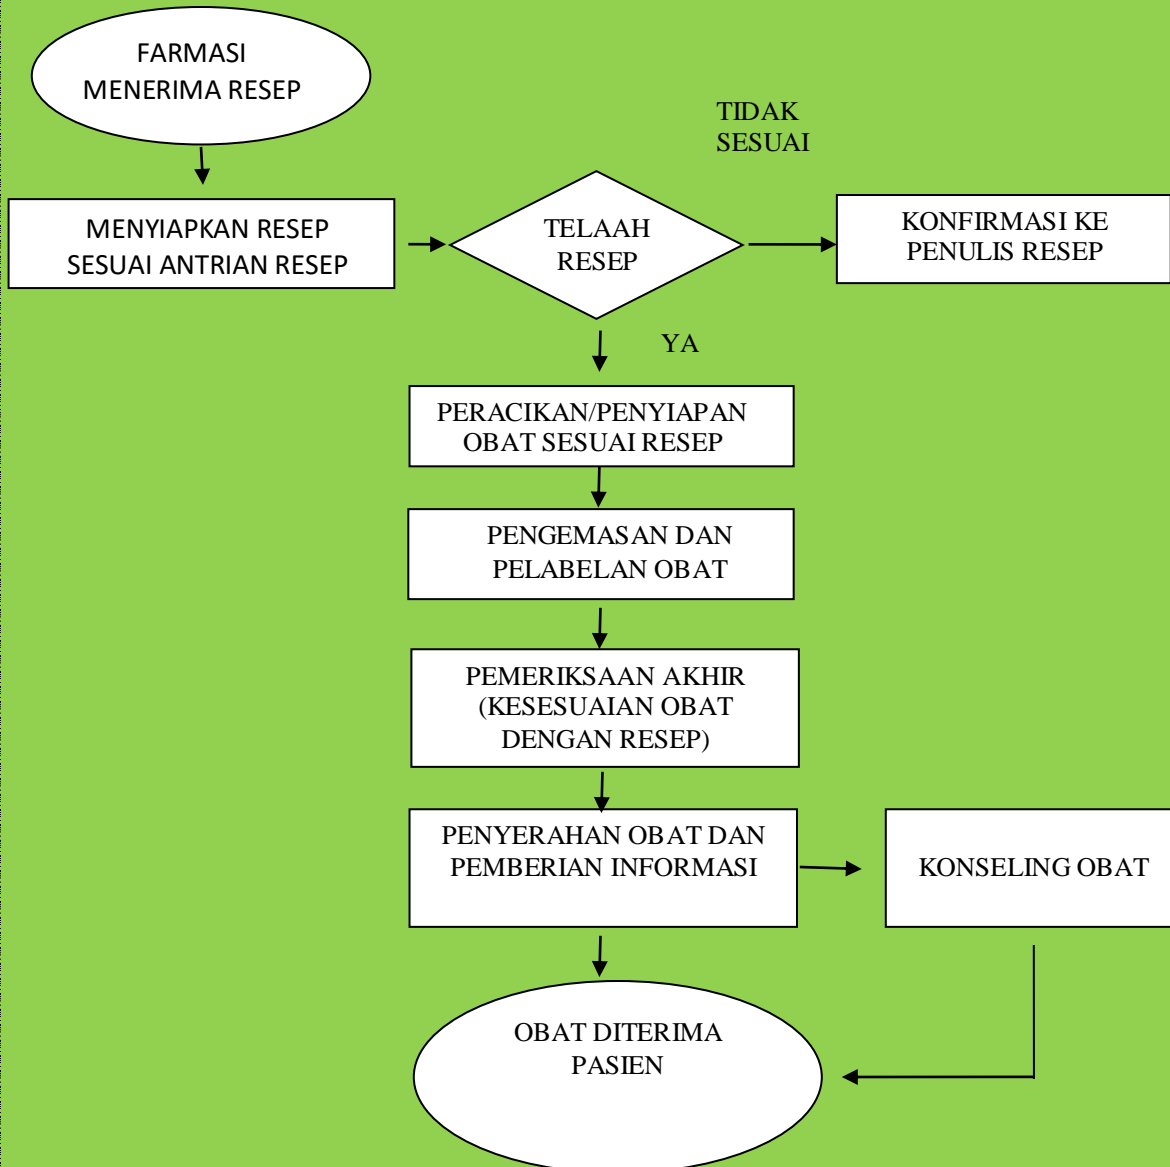 FARMASI
MENERIMA RESEP
TIDAK
SESUAI
MENYIAPKAN RESEP
SESUAI ANTRIAN RESEP
TELAAH
RESEP
KONFIRMASI KE
PENULIS RESEP
YA
PERACIKAN/PENYIAPAN
OBAT SESUAI RESEP
PENGEMASAN DAN
PELABELAN OBAT
PEMERIKSAAN AKHIR
(KESESUAIAN OBAT
DENGAN RESEP)
PENYERAHAN OBAT DAN
PEMBERIAN INFORMASI
KONSELING OBAT
OBAT DITERIMA
PASIEN